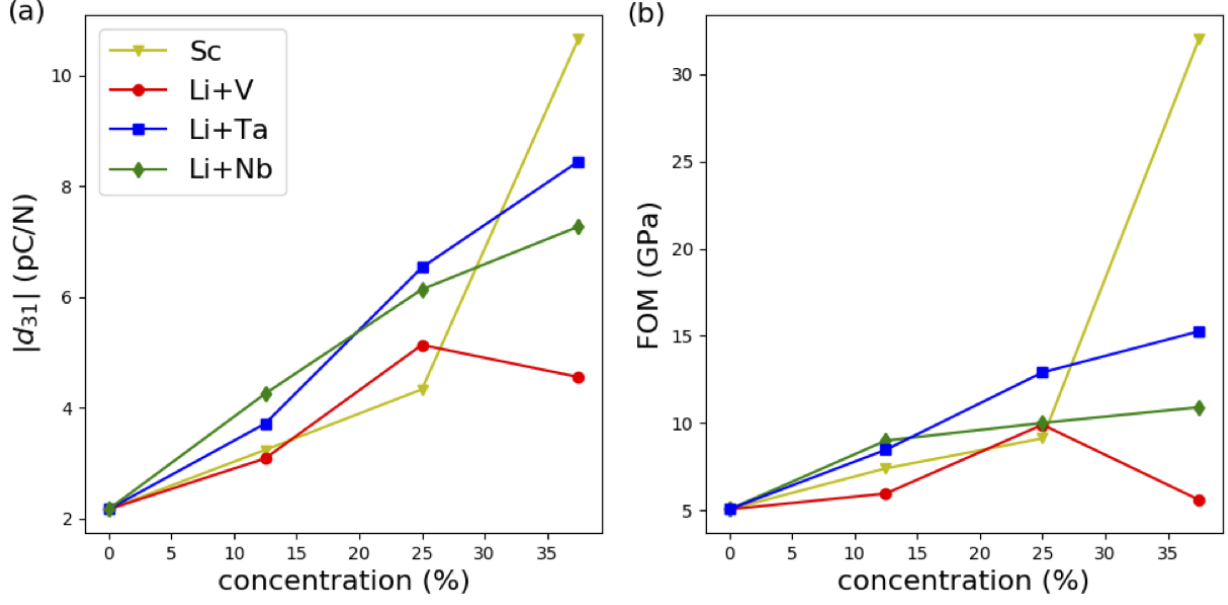 (a)
Sc
Li+V
Li+Ta
Li+Nb
10
8
6
4
2
|d₃₁| (pC/N)
0 5 10 15 20 25 30 35
concentration (%)
(b)
30
25
20
15
10
5
FOM (GPa)
0 5 10 15 20 25 30 35
concentration (%)